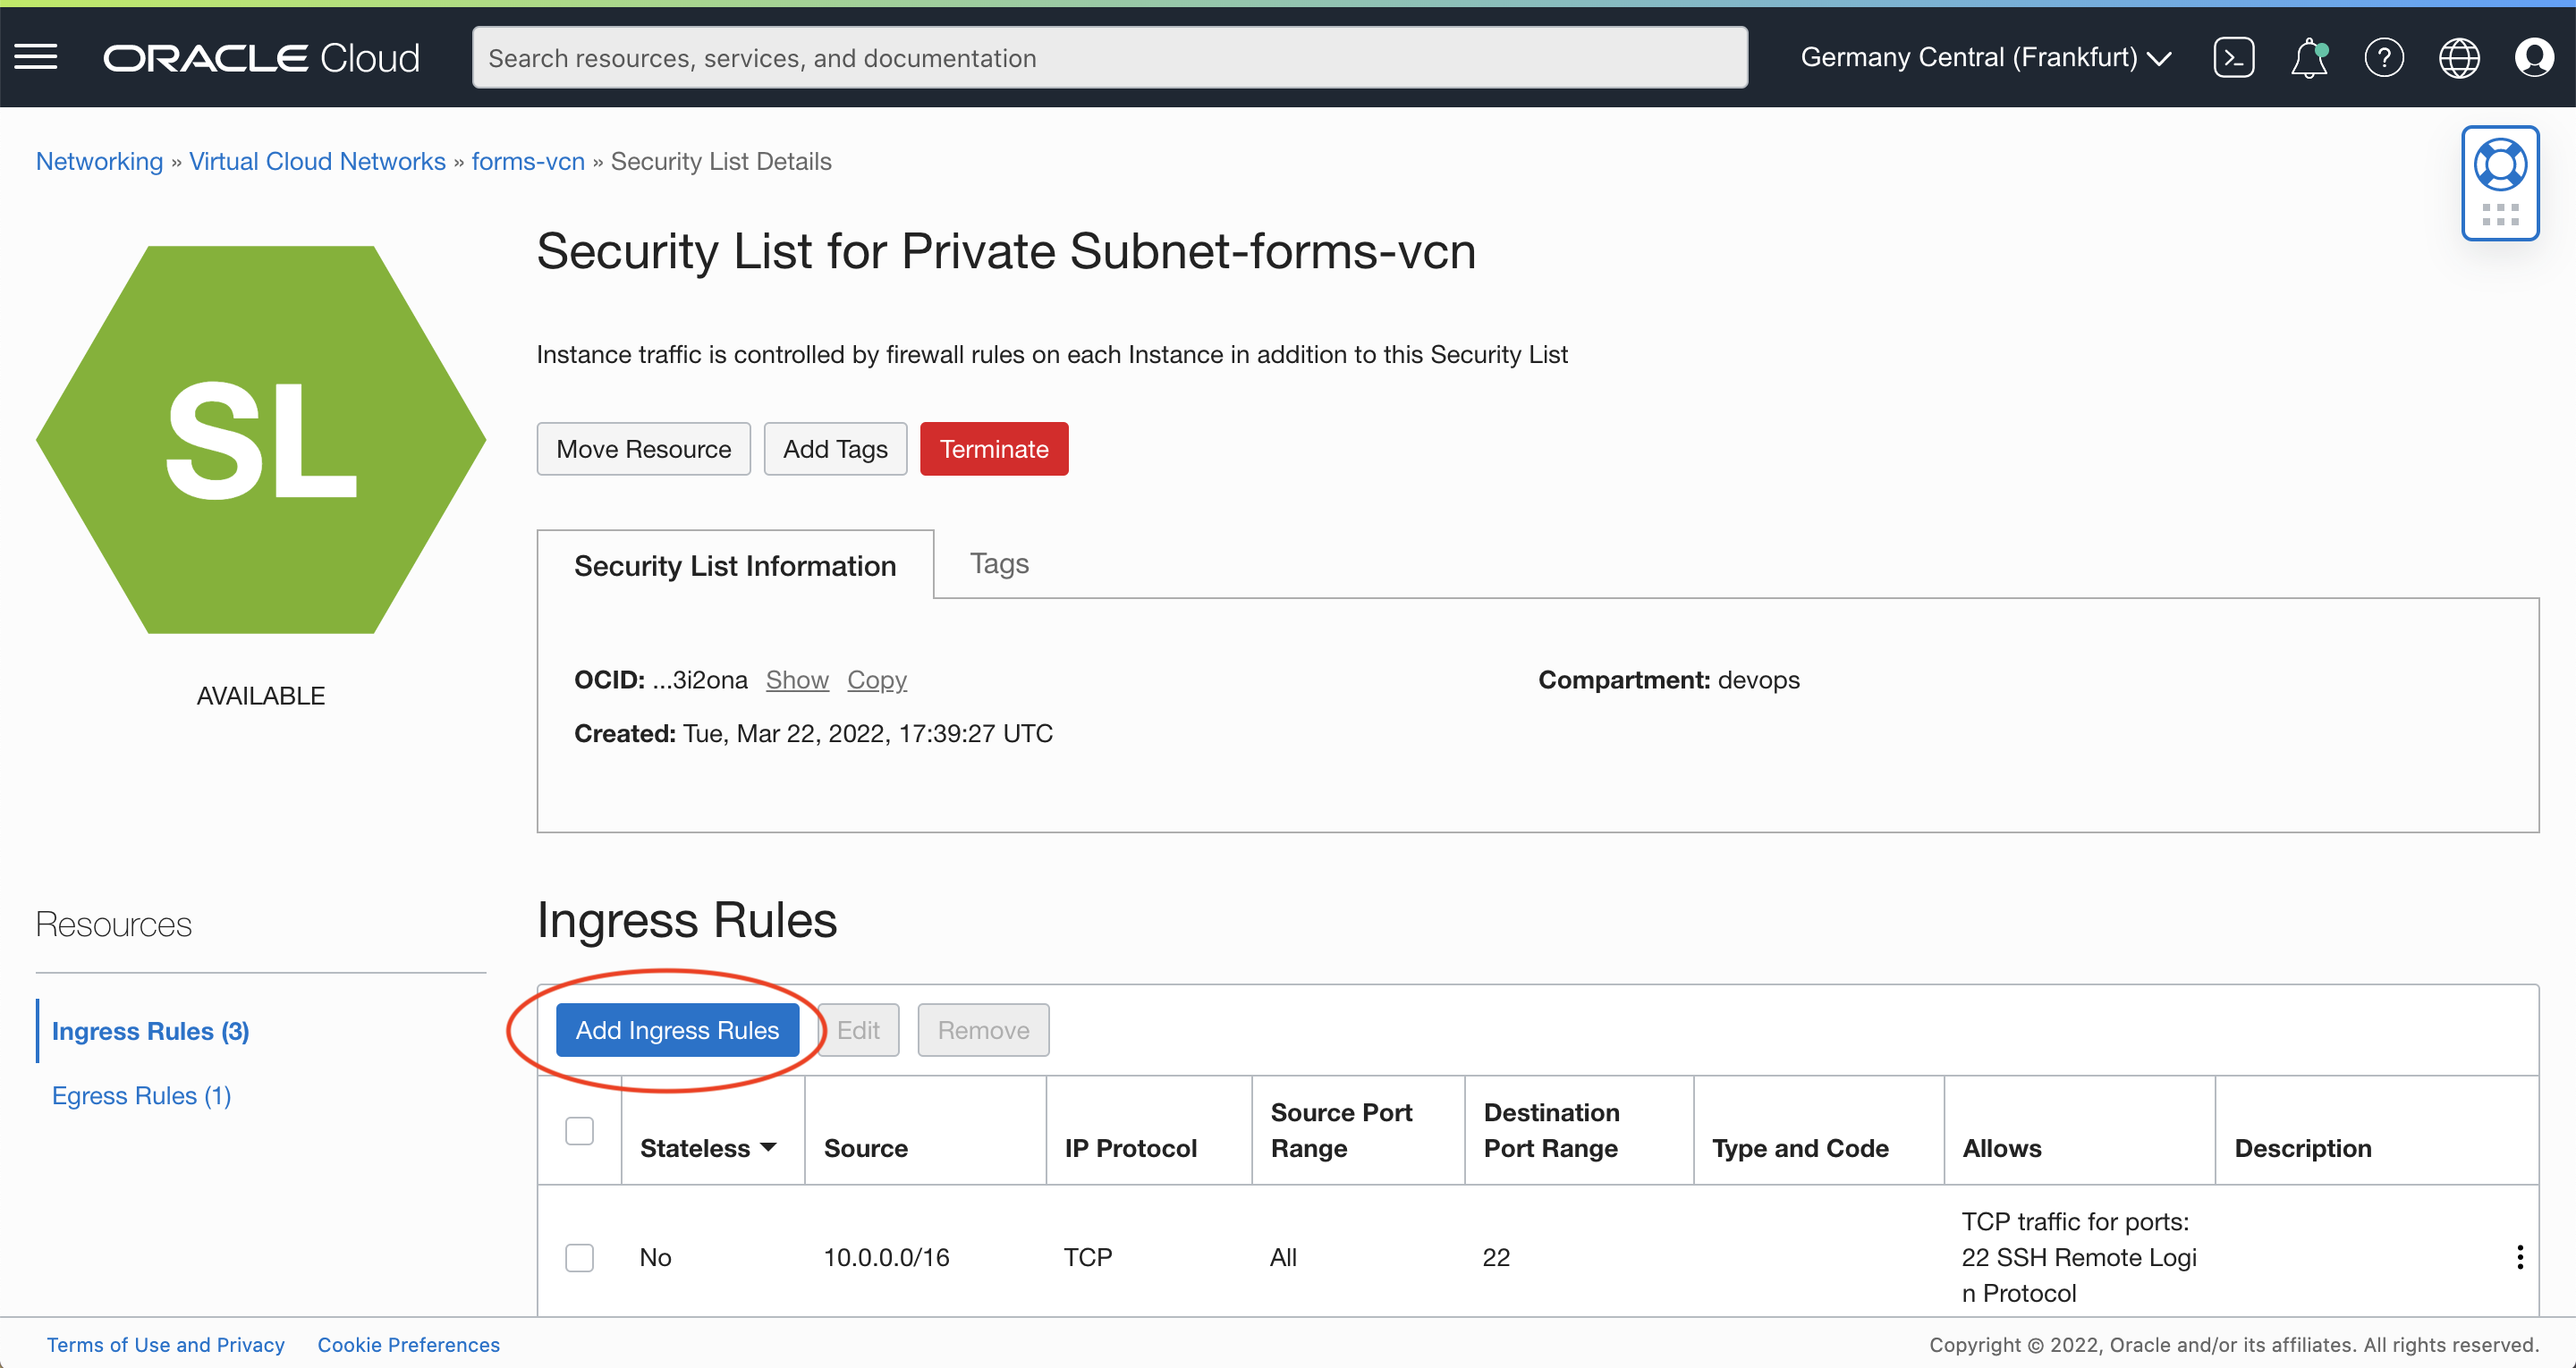 ORACLE Cloud
Search resources, services, and documentation
Germany Central (Frankfurt)
Networking » Virtual Cloud Networks » forms-vcn » Security List Details
SL
AVAILABLE
Security List for Private Subnet-forms-vcn
Instance traffic is controlled by firewall rules on each Instance in addition to this Security List
Move Resource Add Tags Terminate
Security List Information Tags
OCID: ...3i2ona Show Copy
Compartment: devops
Created: Tue, Mar 22, 2022, 17:39:27 UTC
Resources
Ingress Rules (3)
Egress Rules (1)
Ingress Rules
Add Ingress Rules Edit Remove
Stateless Source IP Protocol Source Port Range Destination Port Range Type and Code Allows Description
No 10.0.0.0/16 TCP All 22
TCP traffic for ports:
22 SSH Remote Logi
n Protocol
Terms of Use and Privacy Cookie Preferences
Copyright © 2022, Oracle and/or its affiliates. All rights reserved.